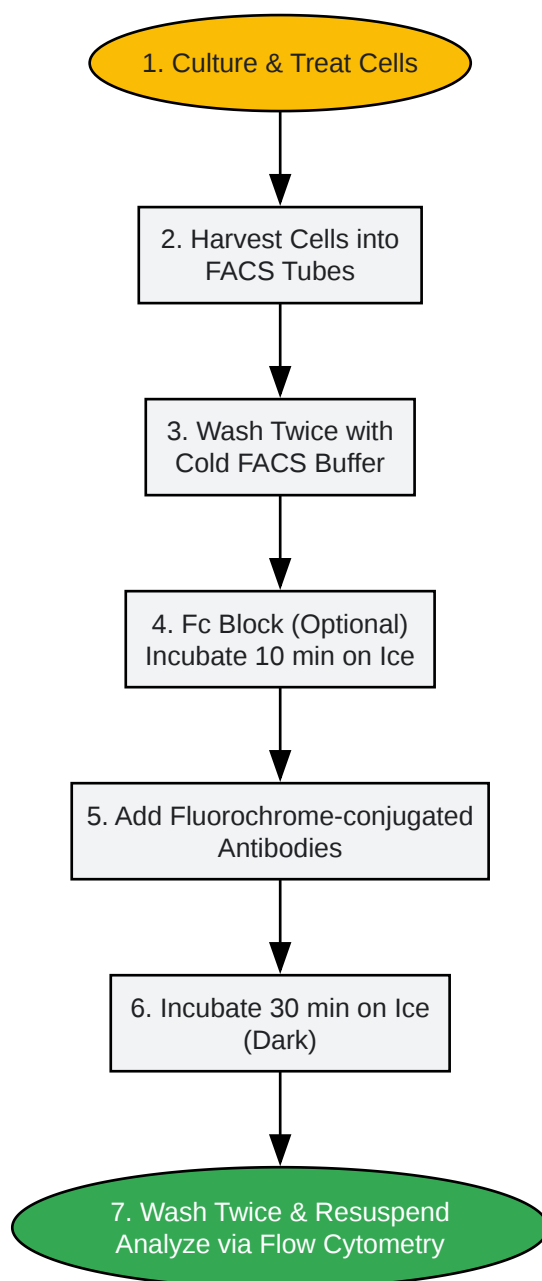 1. Culture & Treat Cells
2. Harvest Cells into
FACS Tubes
3. Wash Twice with
Cold FACS Buffer
4. Fc Block (Optional)
Incubate 10 min on Ice
5. Add Fluorochrome-conjugated
Antibodies
6. Incubate 30 min on Ice
(Dark)
7. Wash Twice & Resuspend
Analyze via Flow Cytometry